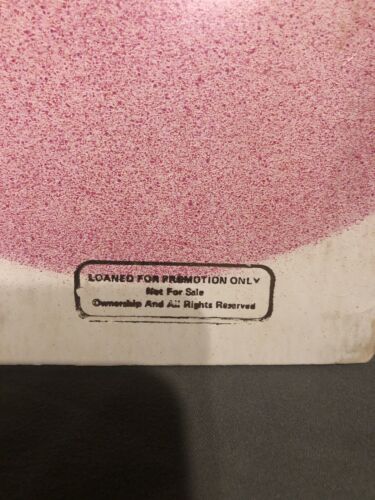 LOANED FOR PROMOTION ONLY
Not For Sale
Ownership And All Rights Reserved